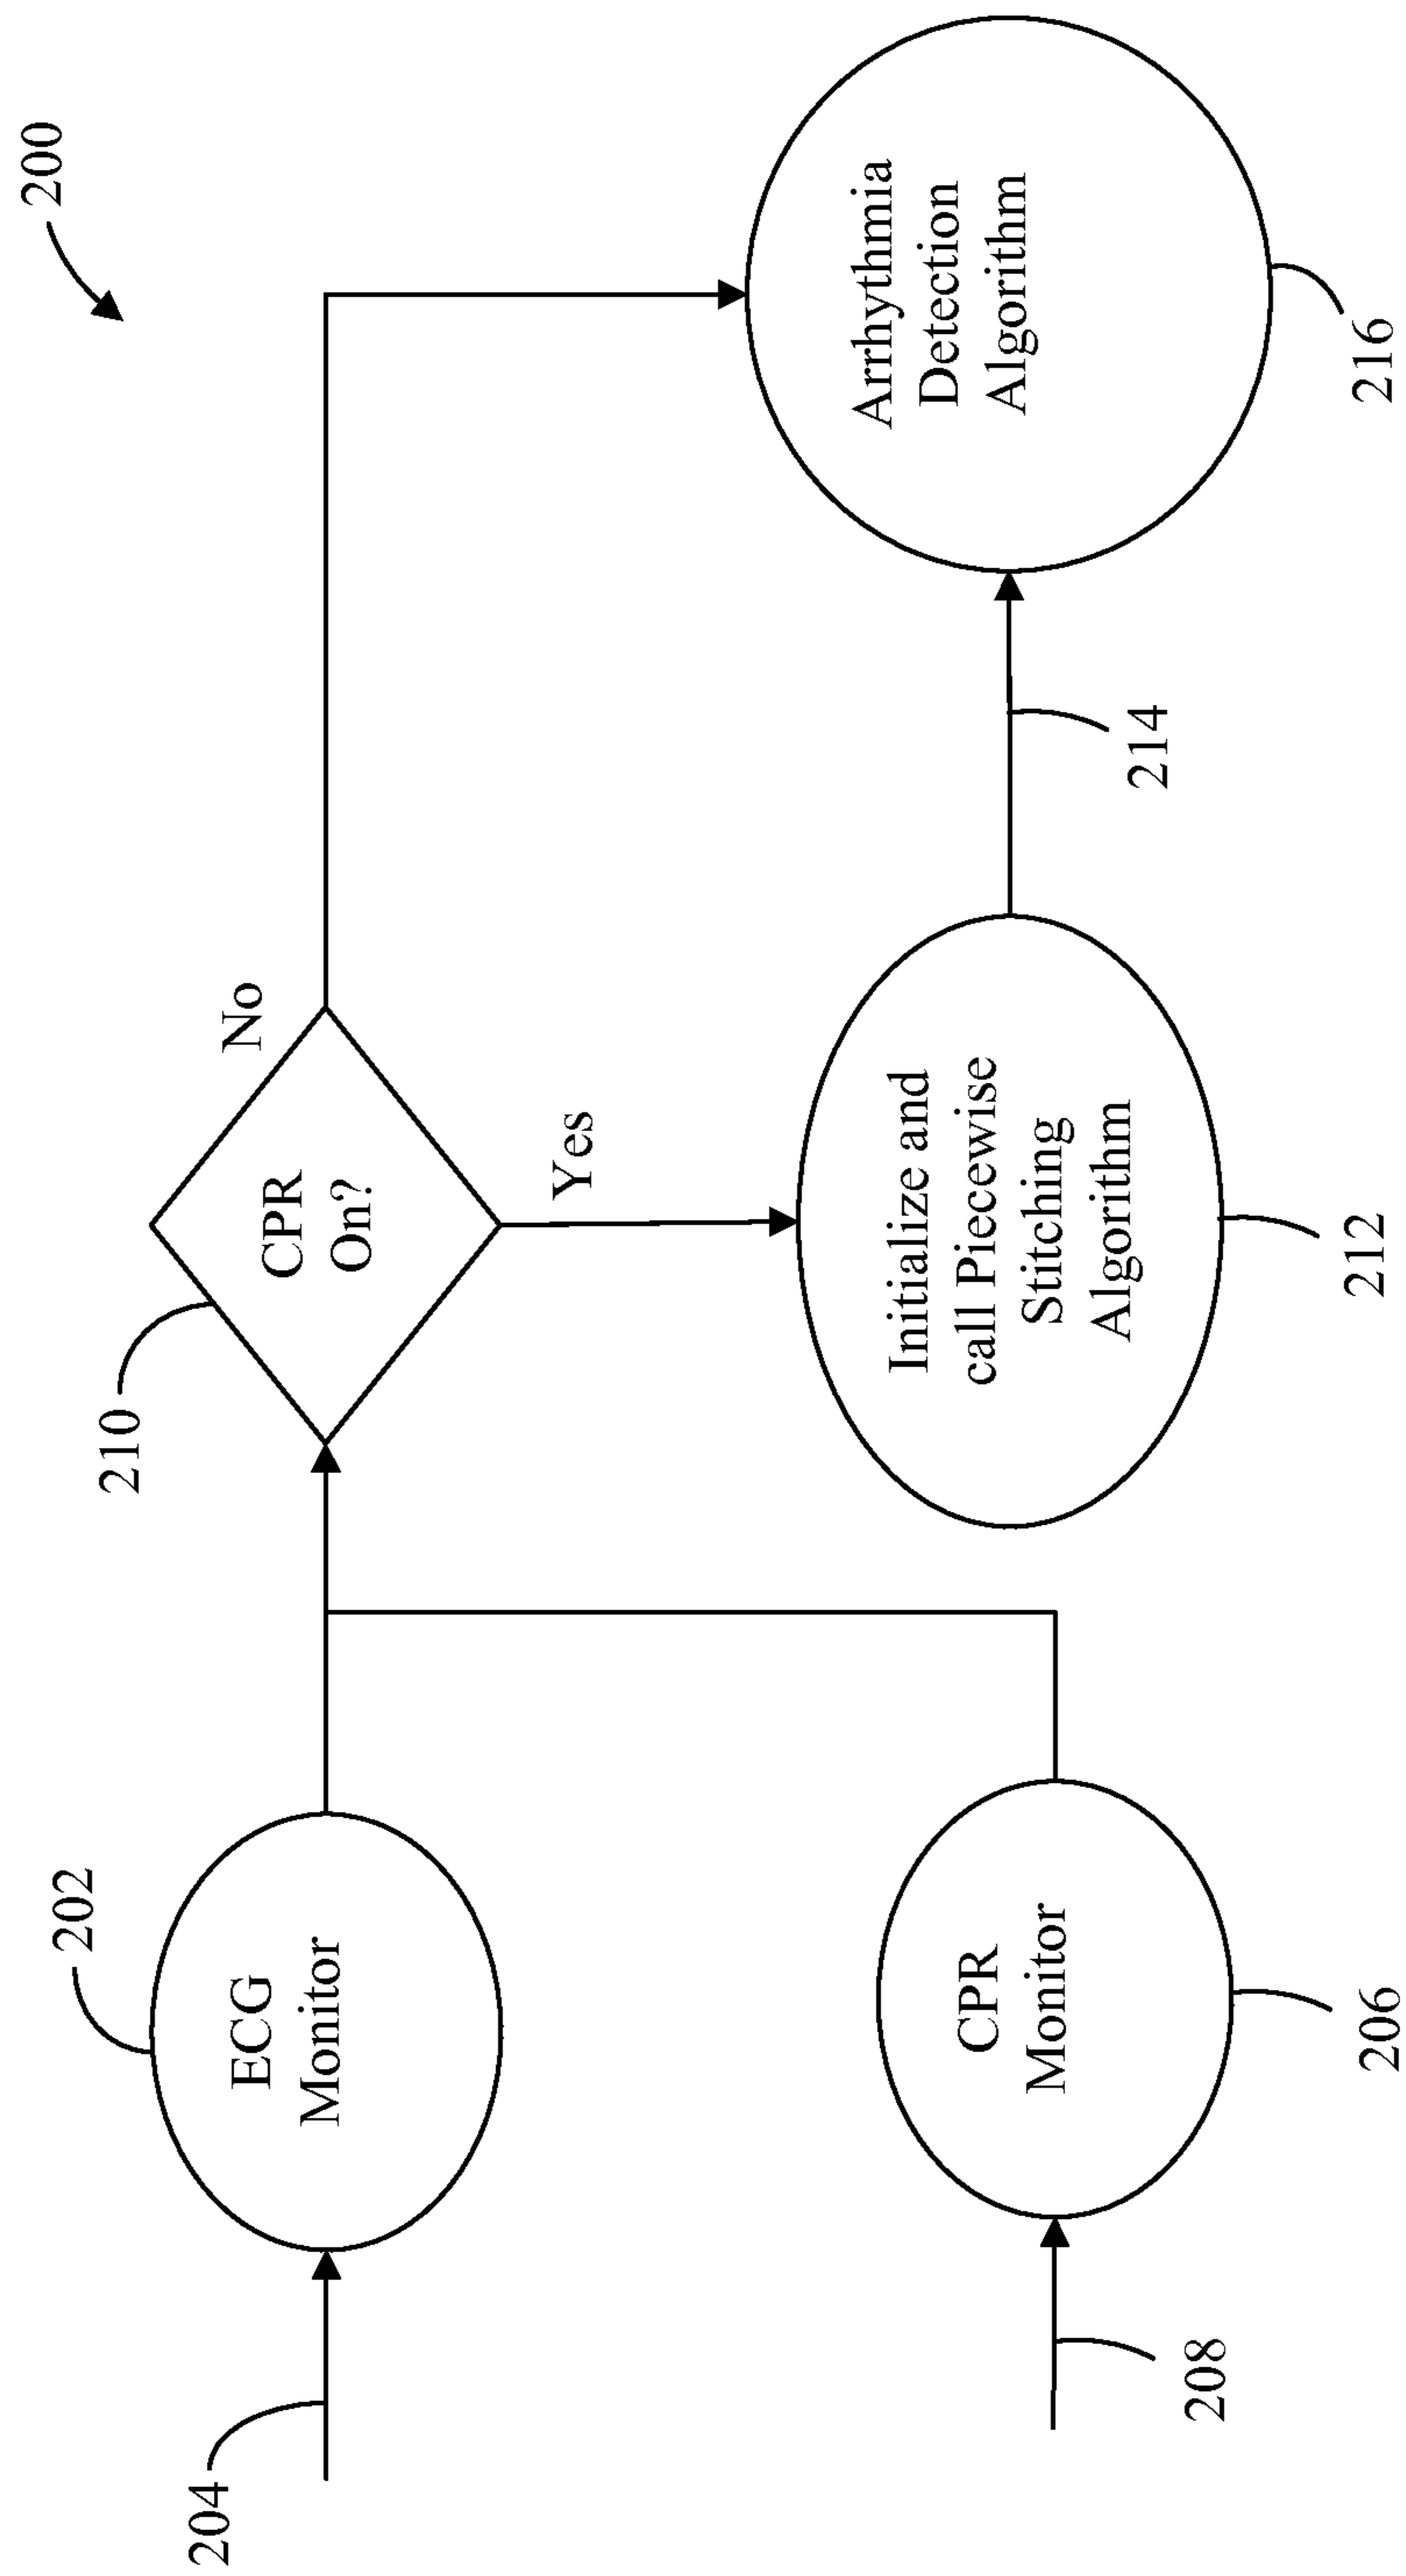 200
202
ECG
Monitor
204
210
CPR
On?
No
Yes
CPR
Monitor
206
208
Initialize and
call Piecewise
Stitching
Algorithm
212
214
Arrhythmia
Detection
Algorithm
216